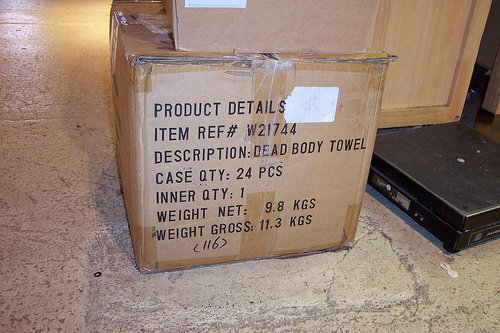 PRODUCT DETAILS
ITEM REF# W21744
DESCRIPTION: DEAD BODY TOWEL
CASE QTY: 24 PCS
INNER QTY: 1
WEIGHT NET: 9.8 KGS
WEIGHT GROSS: 11.3 KGS
(116)